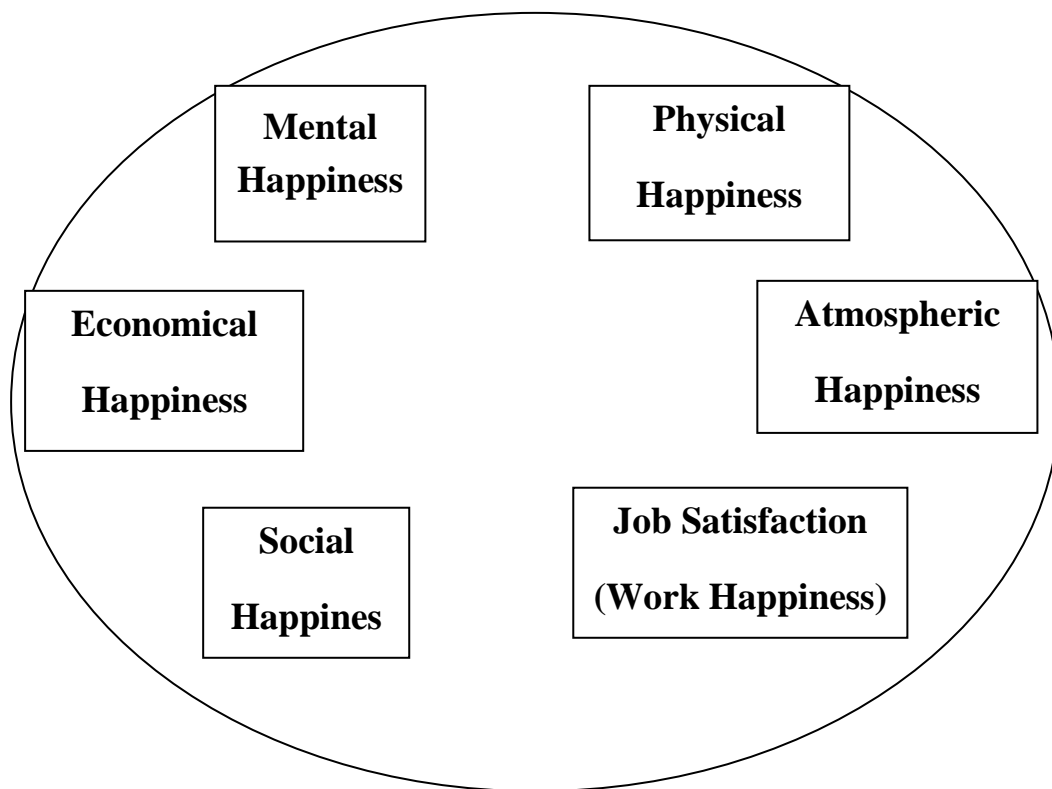 Mental
Happiness
Physical
Happiness
Economical
Happiness
Atmospheric
Happiness
Social
Happines
Job Satisfaction
(Work Happiness)